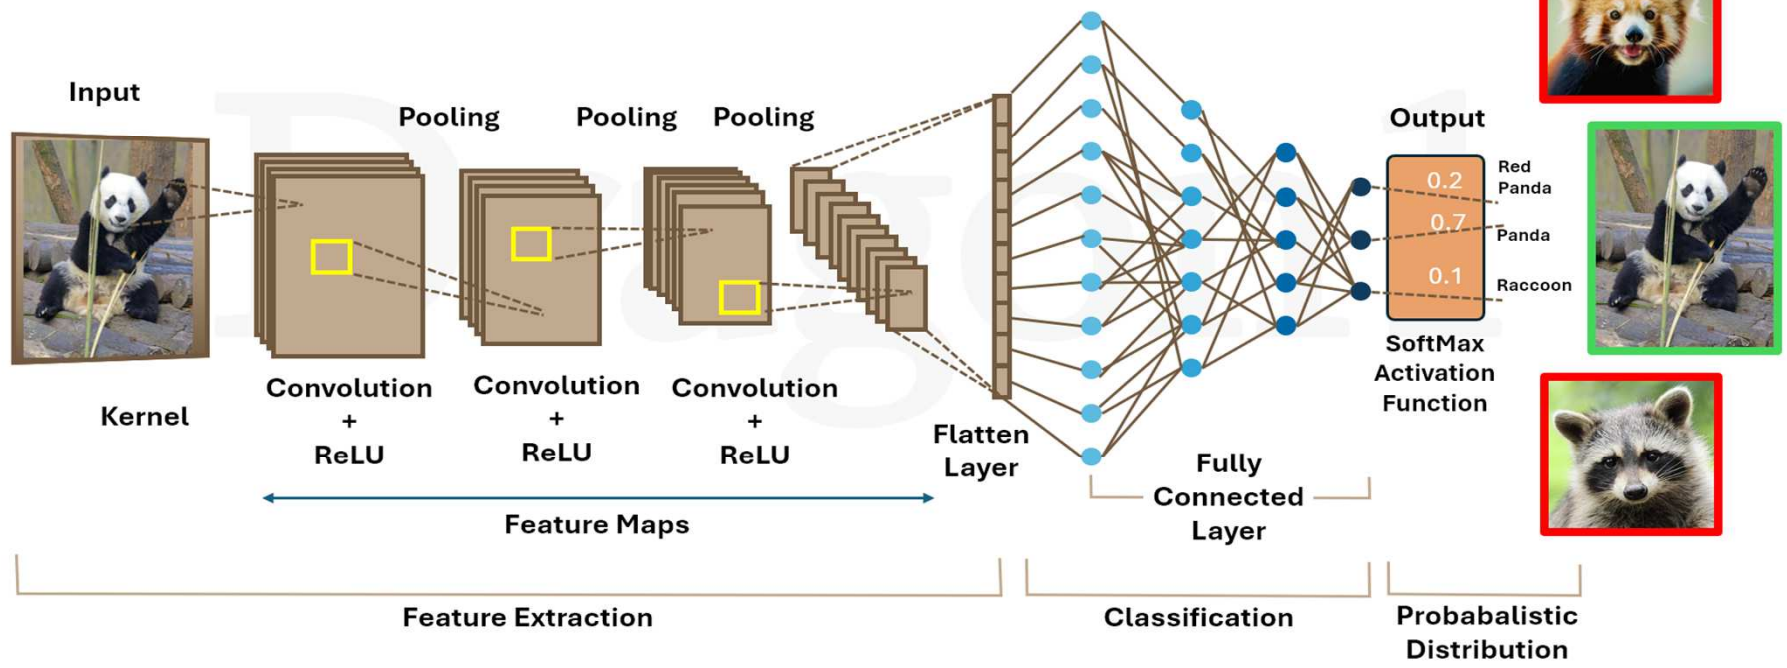 Input
Pooling
Pooling
Pooling
Output
Red
Panda
0.2
0.7
Panda
0.1
Raccoon
SoftMax
Activation
Function
Kernel
Convolution
+
ReLU
Convolution
+
ReLU
Convolution
+
ReLU
Flatten
Layer
Fully
Connected
Layer
Feature Maps
Feature Extraction
Classification
Probabalistic
Distribution
Dragon1